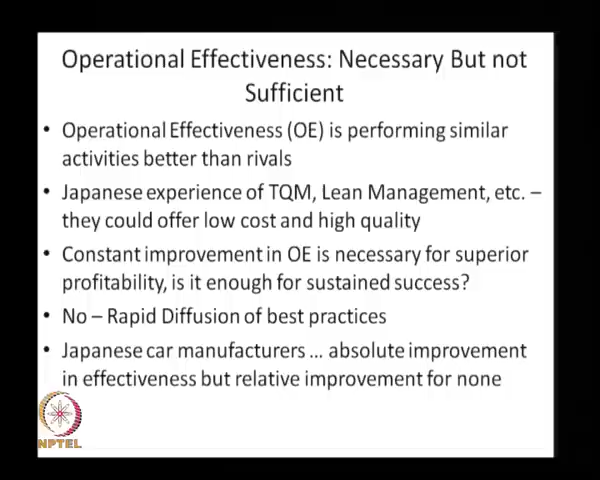 Operational Effectiveness: Necessary But not
Sufficient
• Operational Effectiveness (OE) is performing similar
activities better than rivals
• Japanese experience of TQM, Lean Management, etc. –
they could offer low cost and high quality
• Constant improvement in OE is necessary for superior
profitability, is it enough for sustained success?
• No – Rapid Diffusion of best practices
• Japanese car manufacturers ... absolute improvement
in effectiveness but relative improvement for none
NPTEL